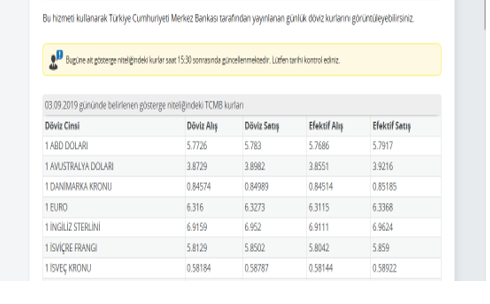 Bu hizmeti kullanarak Türkiye Cumhuriyeti Merkez Bankası tarafından yayınlanan günlük döviz kurlarını görüntüleyebilirsiniz.
Bugüne ait gösterge niteliğindeki kurlar saat 15:30 sonrasında güncellenmektedir. Lütfen tarihi kontrol ediniz.
03.09.2019 gününde belirlenen gösterge niteliğindeki TCMB kurları
Döviz Cinsi Döviz Alış Döviz Satış Efektif Alış Efektif Satış
1 ABD DOLARI 5.7726 5.783 5.7686 5.7917
1 AVUSTRALYA DOLARI 3.8729 3.8982 3.8551 3.9216
1 DANİMARKA KRONU 0.84574 0.84989 0.84514 0.85185
1 EURO 6.316 6.3273 6.3115 6.3368
1 İNGİLİZ STERLİNİ 6.9159 6.952 6.9111 6.9624
1 İSVİÇRE FRANGI 5.8129 5.8502 5.8042 5.859
1 İSVEÇ KRONU 0.58184 0.58787 0.58144 0.58922